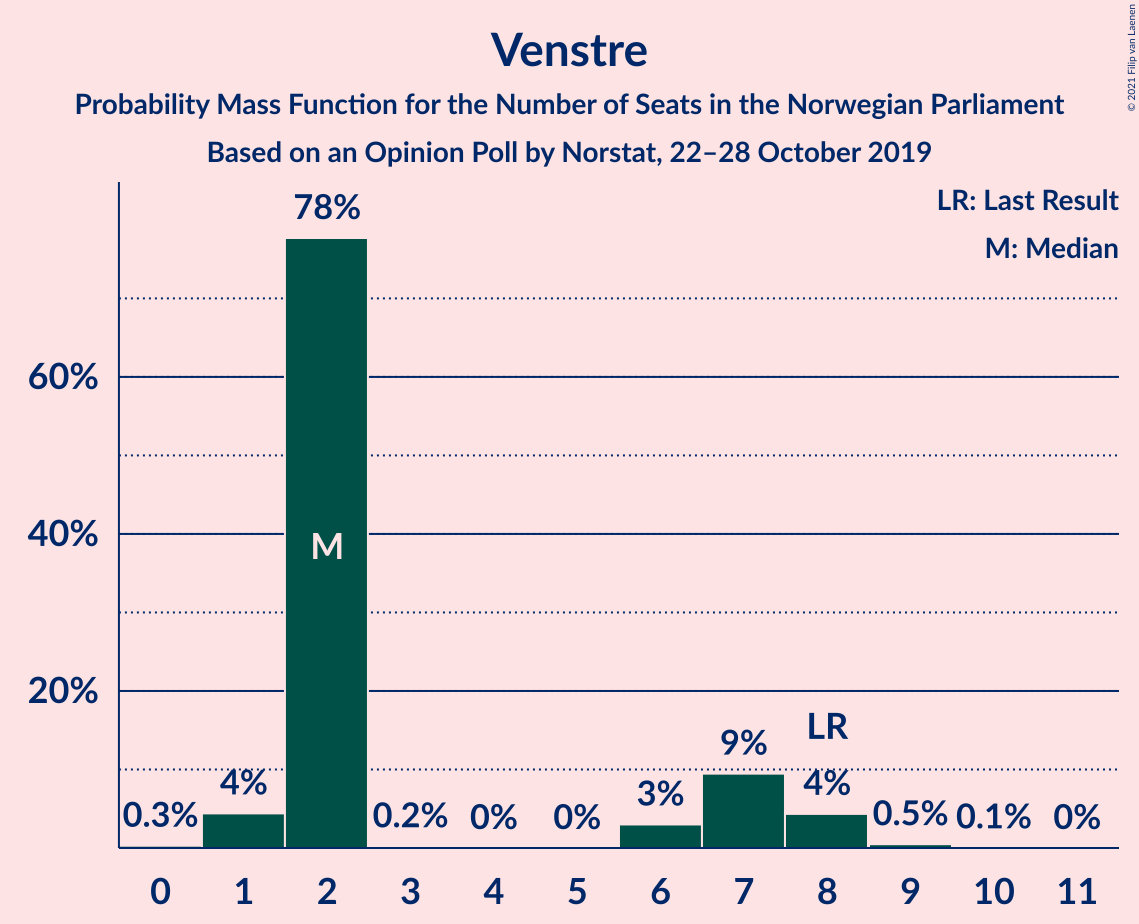 Venstre
Probability Mass Function for the Number of Seats in the Norwegian Parliament
Based on an Opinion Poll by Norstat, 22–28 October 2019
© 2021 Filip van Laenen
LR: Last Result
M: Median
78%
60%
40%
M
20%
LR
9%
4%
4%
3%
0.3%
0.2%
0%
0%
0.5%
0.1%
0%
0 1 2 3 4 5 6 7 8 9 10 11